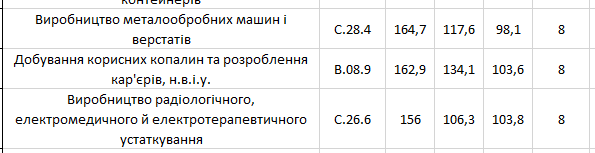 контейнерів
Виробництво металообробних машин і
верстатів
C.28.4 164,7 117,6 98,1 8
Добування корисних копалин та розроблення
кар'єрів, н.в.і.у.
B.08.9 162,9 134,1 103,6 8
Виробництво радіологічного,
електромедичного й електротерапевтичного
устаткування
C.26.6 156 106,3 103,8 8